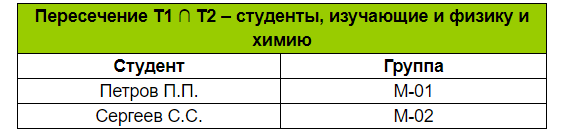 Пересечение T1 ∩ T2 – студенты, изучающие и физику и
химию
Студент Группа
Петров П.П. М-01
Сергеев С.С. М-02